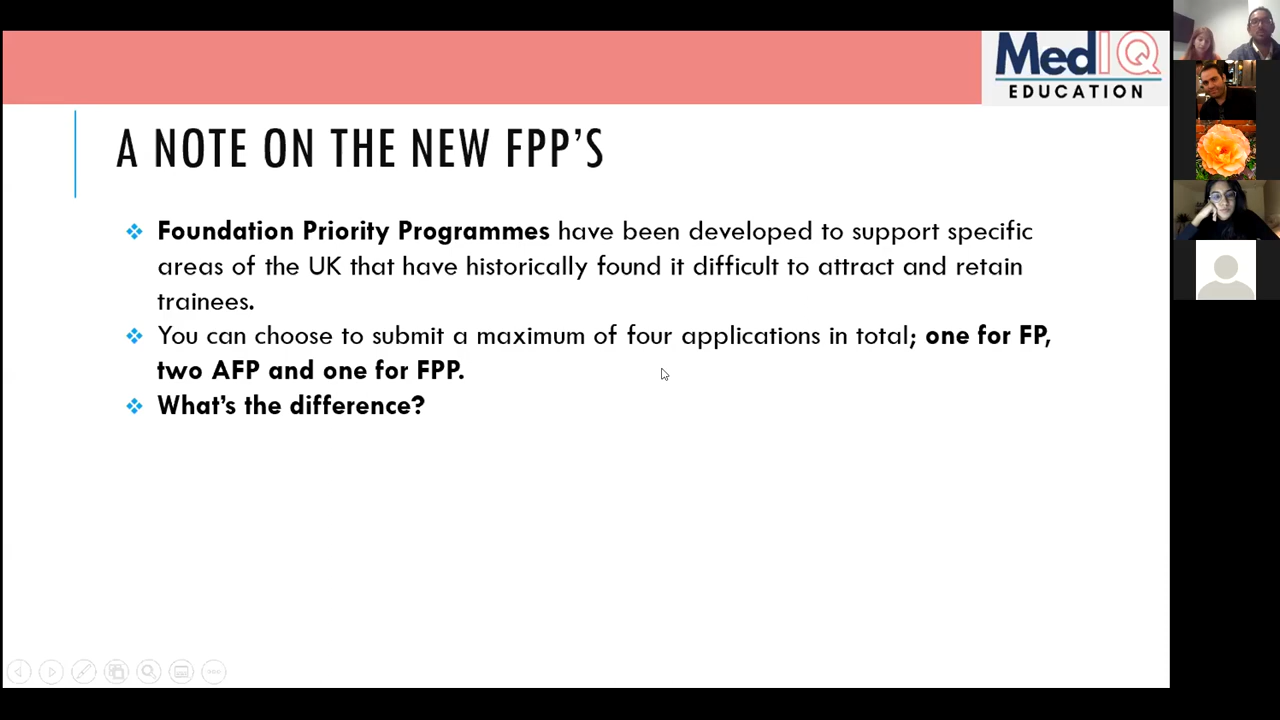 MedIQ
EDUCATION
A NOTE ON THE NEW FPP'S
Foundation Priority Programmes have been developed to support specific
areas of the UK that have historically found it difficult to attract and retain
trainees.
You can choose to submit a maximum of four applications in total; one for FP,
two AFP and one for FPP.
What's the difference?